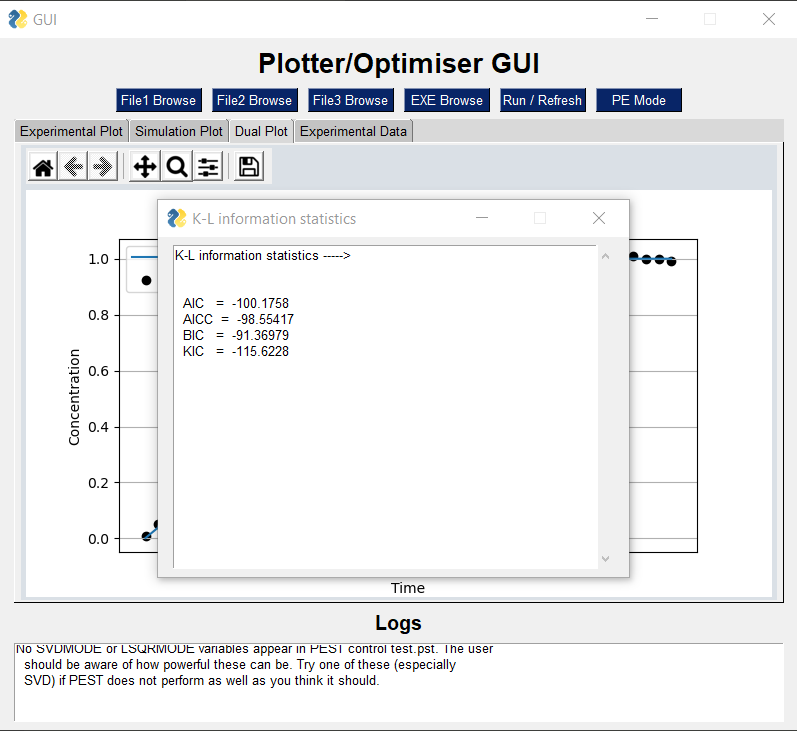 GUI
Plotter/Optimiser GUI
File1 Browse File2 Browse File3 Browse EXE Browse Run / Refresh PE Mode
Experimental Plot Simulation Plot Dual Plot Experimental Data
K-L information statistics
K-L information statistics ----->
AIC = -100.1758
AICC = -98.55417
BIC = -91.36979
KIC = -115.6228
1.0
0.8
0.6
0.4
0.2
0.0
Concentration
Time
Logs
No SVDMODE or LSQRMODE variables appear in PEST control test.pst. The user
should be aware of how powerful these can be. Try one of these (especially
SVD) if PEST does not perform as well as you think it should.